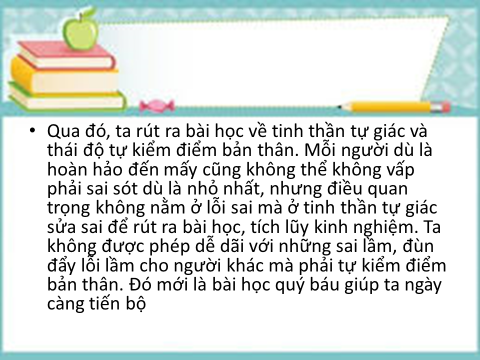 • Qua đó, ta rút ra bài học về tinh thần tự giác và
thái độ tự kiểm điểm bản thân. Mỗi người dù là
hoàn hảo đến mấy cũng không thể không vấp
phải sai sót dù là nhỏ nhất, nhưng điều quan
trọng không nằm ở lỗi sai mà ở tinh thần tự giác
sửa sai để rút ra bài học, tích lũy kinh nghiệm. Ta
không được phép dễ dãi với những sai lầm, đùn
đẩy lỗi lầm cho người khác mà phải tự kiểm điểm
bản thân. Đó mới là bài học quý báu giúp ta ngày
càng tiến bộ